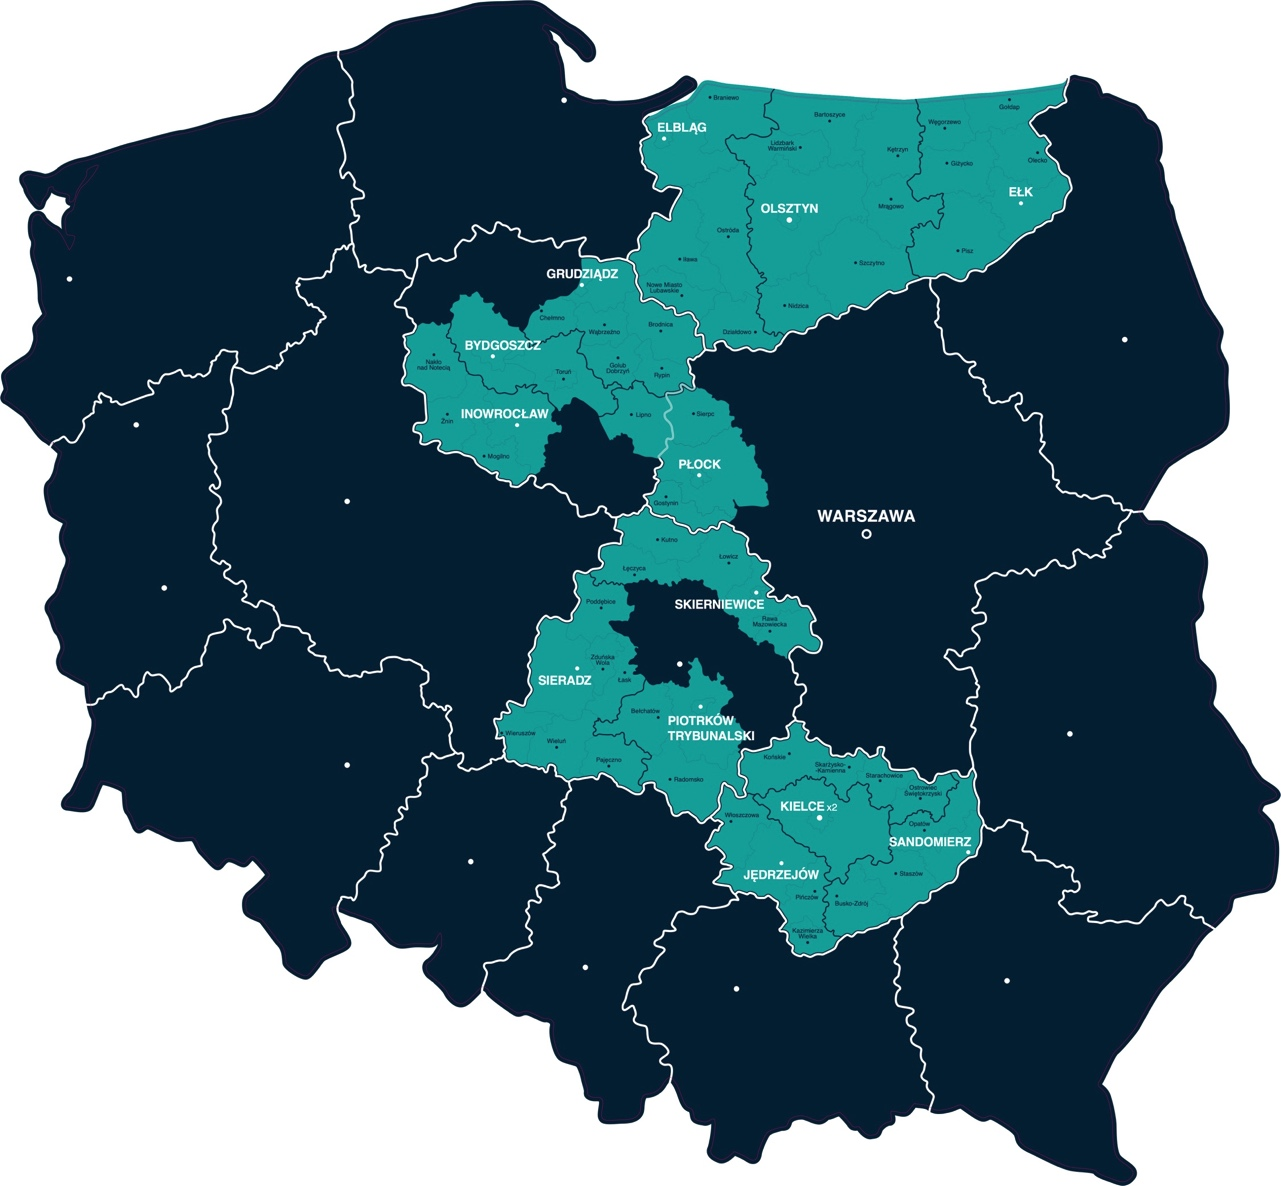 Braniewo
Gołdap
ELBLĄG
Bartoszyce
Węgorzewo
Lidzbark
Warmiński
Kętrzyn
Giżycko
Olecko
EŁK
OLSZTYN
Mrągowo
Ostróda
Pisz
Iława
Szczytno
Nowe Miasto
Lubawskie
Nidzica
Działdowo
GRUDZIĄDZ
Chełmno
Wąbrzeźno
Brodnica
BYDGOSZCZ
Nakło
nad Notecią
Toruń
Golub
Dobrzyń
Rypin
INOWROCŁAW
Żnin
Lipno
Sierpc
Mogilno
PŁOCK
Gostynin
WARSZAWA
Kutno
Łowicz
Łęczyca
Poddębice
SKIERNIEWICE
Rawa
Mazowiecka
Zduńska
Wola
SIERADZ
Łask
Bełchatów
PIOTRKÓW
TRYBUNALSKI
Wieruszów
Wieluń
Pajęczno
Radomsko
Końskie
Skarżysko-
-Kamienna
Starachowice
Ostrowiec
Świętokrzyski
KIELCE x2
Włoszczowa
Opatów
SANDOMIERZ
JĘDRZEJÓW
Staszów
Pińczów
Busko-Zdrój
Kazimierza
Wielka